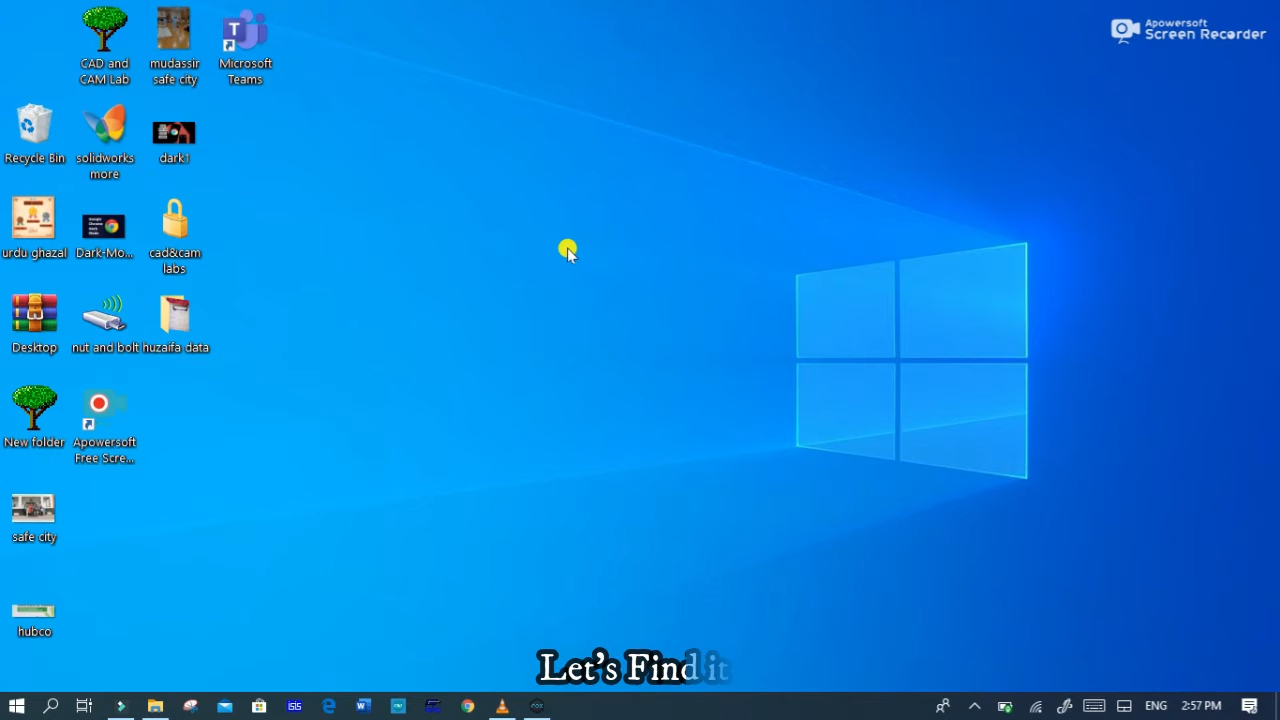 Apowersoft
Screen Recorder
CAD and
CAM Lab
mudassir
safe city
Microsoft
Teams
Recycle Bin
solidworks
more
dark1
urdu ghazal
Dark-Mo...
cad&cam
labs
Desktop
nut and bolt
huzaifa data
New folder
Apowersoft
Free Scre...
safe city
hubco
Let's Find it
ENG
2:57 PM